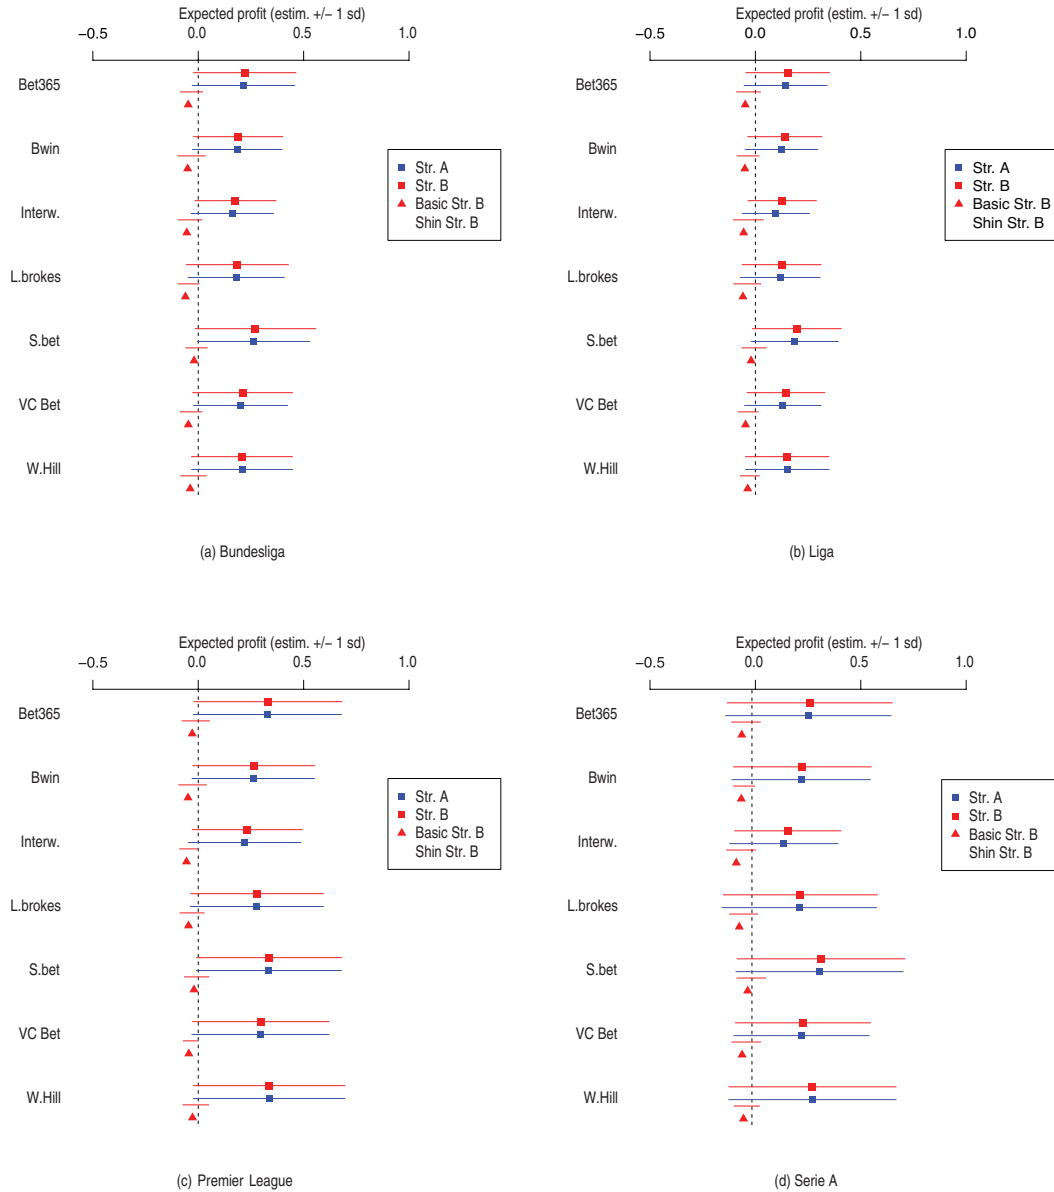 Expected profit (estim. +/− 1 sd)
−0.5 0.0 0.5 1.0
Bet365
Bwin
Interw.
L.brokes
S.bet
VC Bet
W.Hill
Str. A
Str. B
Basic Str. B
Shin Str. B
(a) Bundesliga
Expected profit (estim. +/− 1 sd)
−0.5 0.0 0.5 1.0
Bet365
Bwin
Interw.
L.brokes
S.bet
VC Bet
W.Hill
Str. A
Str. B
Basic Str. B
Shin Str. B
(b) Liga
Expected profit (estim. +/− 1 sd)
−0.5 0.0 0.5 1.0
Bet365
Bwin
Interw.
L.brokes
S.bet
VC Bet
W.Hill
Str. A
Str. B
Basic Str. B
Shin Str. B
(c) Premier League
Expected profit (estim. +/− 1 sd)
−0.5 0.0 0.5 1.0
Bet365
Bwin
Interw.
L.brokes
S.bet
VC Bet
W.Hill
Str. A
Str. B
Basic Str. B
Shin Str. B
(d) Serie A